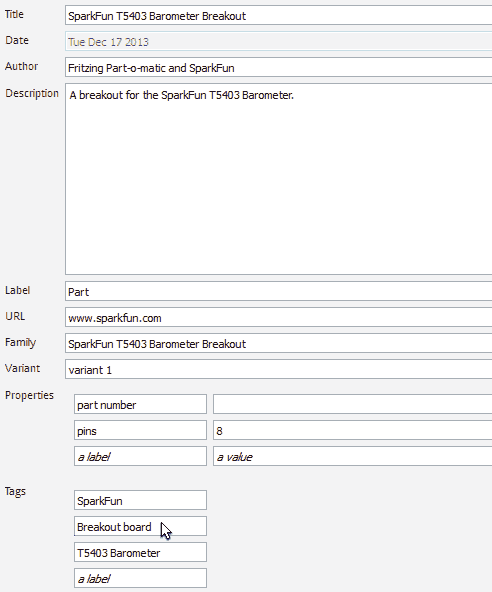 Title SparkFun T5403 Barometer Breakout
Date Tue Dec 17 2013
Author Fritzing Part-o-matic and SparkFun
Description A breakout for the SparkFun T5403 Barometer.
Label Part
URL www.sparkfun.com
Family SparkFun T5403 Barometer Breakout
Variant variant 1
Properties
part number
pins 8
a label a value
Tags
SparkFun
Breakout board
T5403 Barometer
a label